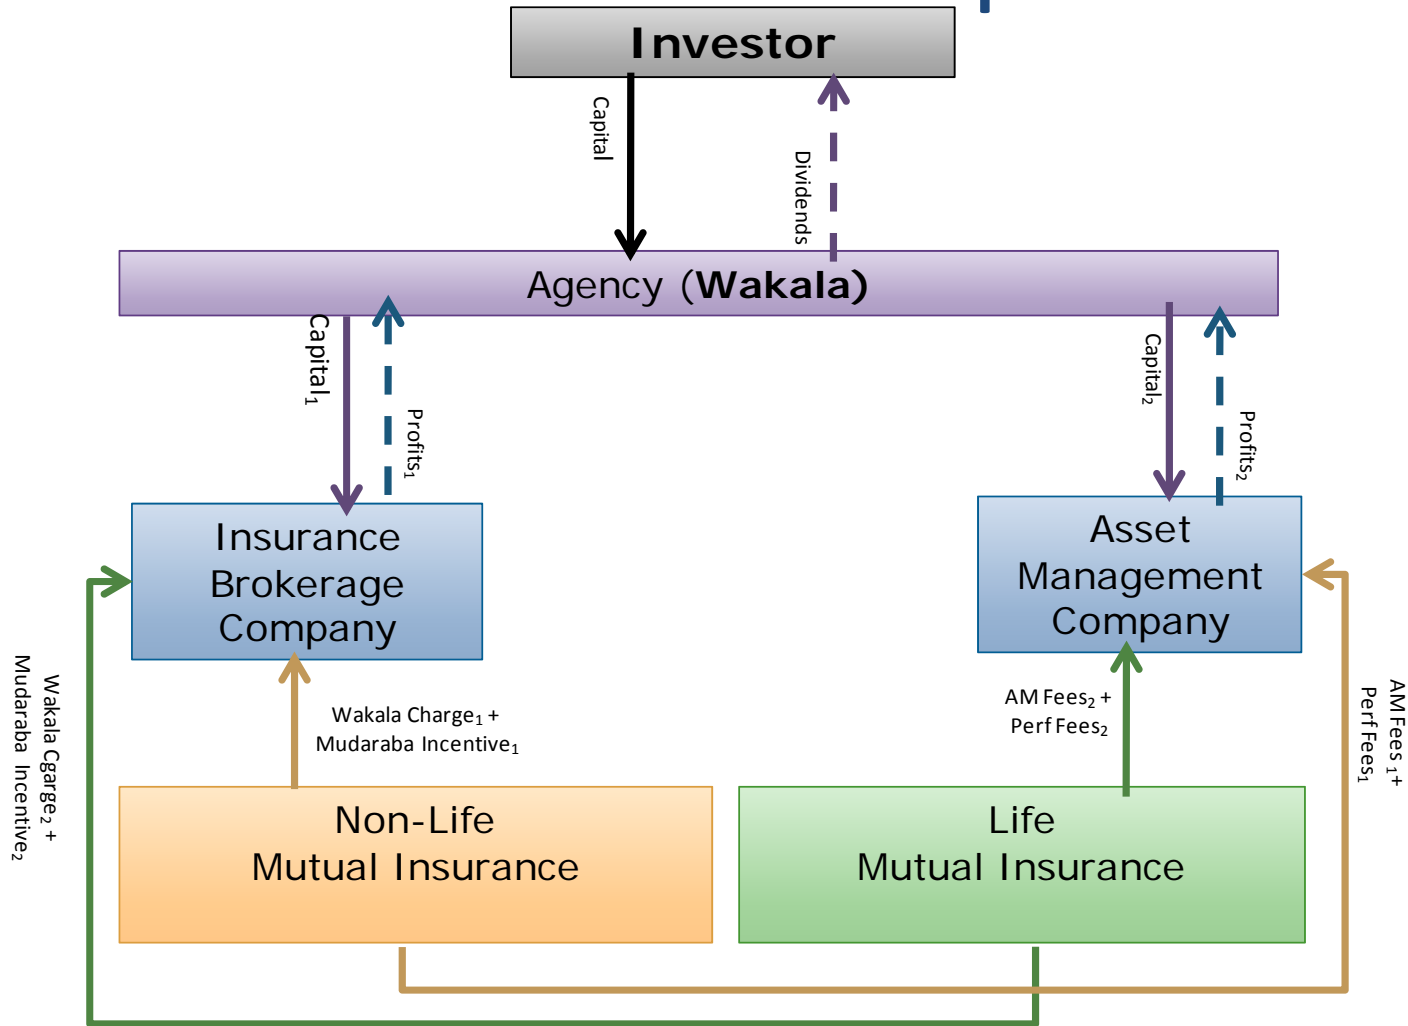 Investor
Capital
Dividends
Agency (Wakala)
Capital₁
Profits₁
Capital₂
Profits₂
Insurance
Brokerage
Company
Asset
Management
Company
Wakala Cgarge₂ +
Mudaraba Incentive₂
Wakala Charge₁ +
Mudaraba Incentive₁
AM Fees₂ +
Perf Fees₂
AM Fees ₁+
Perf Fees₁
Non-Life
Mutual Insurance
Life
Mutual Insurance